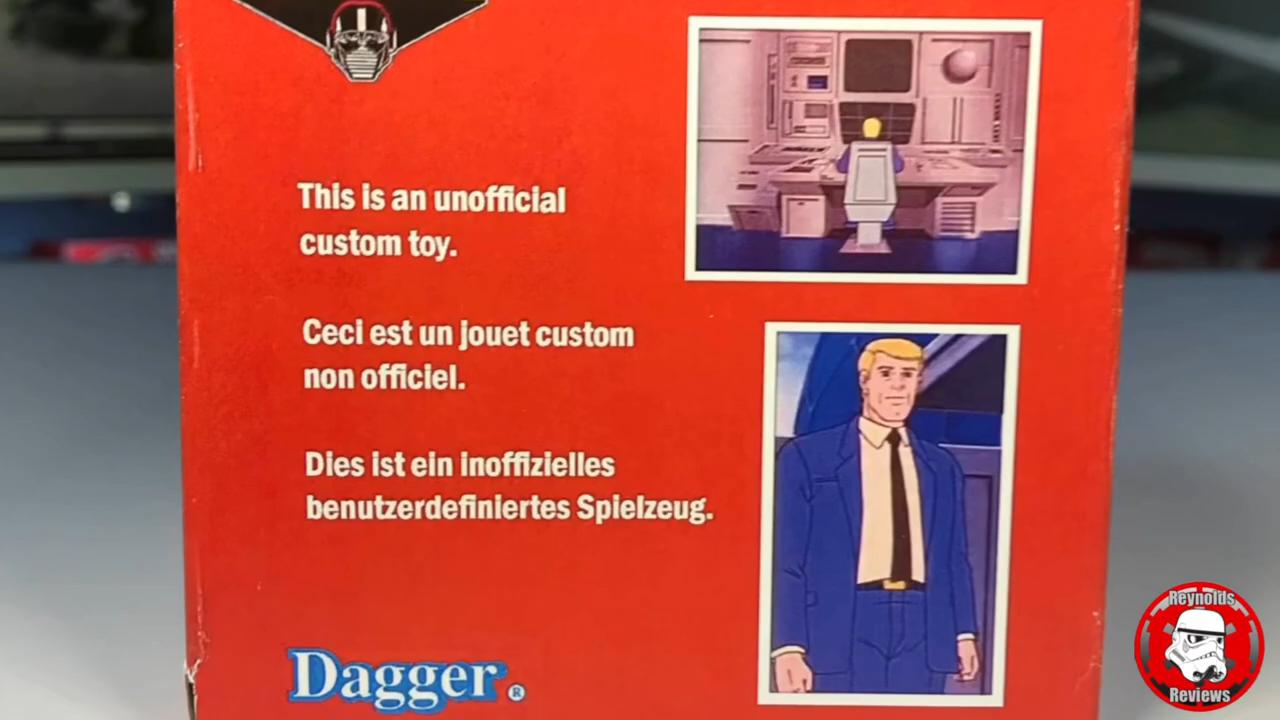 This is an unofficial
custom toy.
Ceci est un jouet custom
non officiel.
Dies ist ein inoffizielles
benutzerdefiniertes Spielzeug.
Dagger ®
Reynolds
Reviews